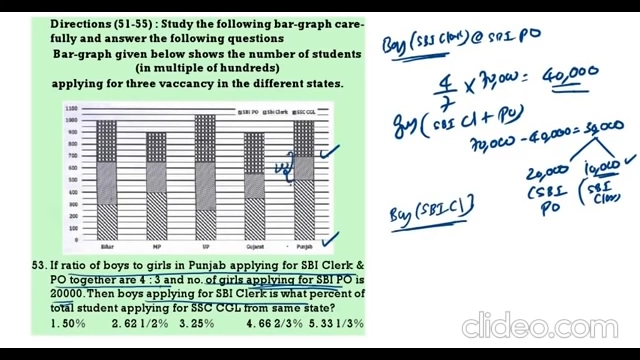 Directions (51-55) : Study the following bar-graph care-
fully and answer the following questions
Bar-graph given below shows the number of students
(in multiple of hundreds)
applying for three vaccancy in the different states.
SBI PO SBI Clerk SSC CGL
1100
1000
900
800
700
600
500
400
300
200
100
0
Bihar MP UP Gujarat Punjab
53. If ratio of boys to girls in Punjab applying for SBI Clerk &
PO together are 4 : 3 and no. of girls applying for SBI PO is
20000. Then boys applying for SBI Clerk is what percent of
total student applying for SSC CGL from same state?
1. 50% 2. 62 1/2% 3. 25% 4. 66 2/3% 5. 33 1/3%
Boy (SBI Clerk) @ SBI PO
4/7 × 70,000 = 40,000
(SBI Cl + PO)
70,000 - 40,000 = 30,000
20,000 10,000
(SBI PO (SBI Clerk)
Boy (SBI Cl)
clideo.com